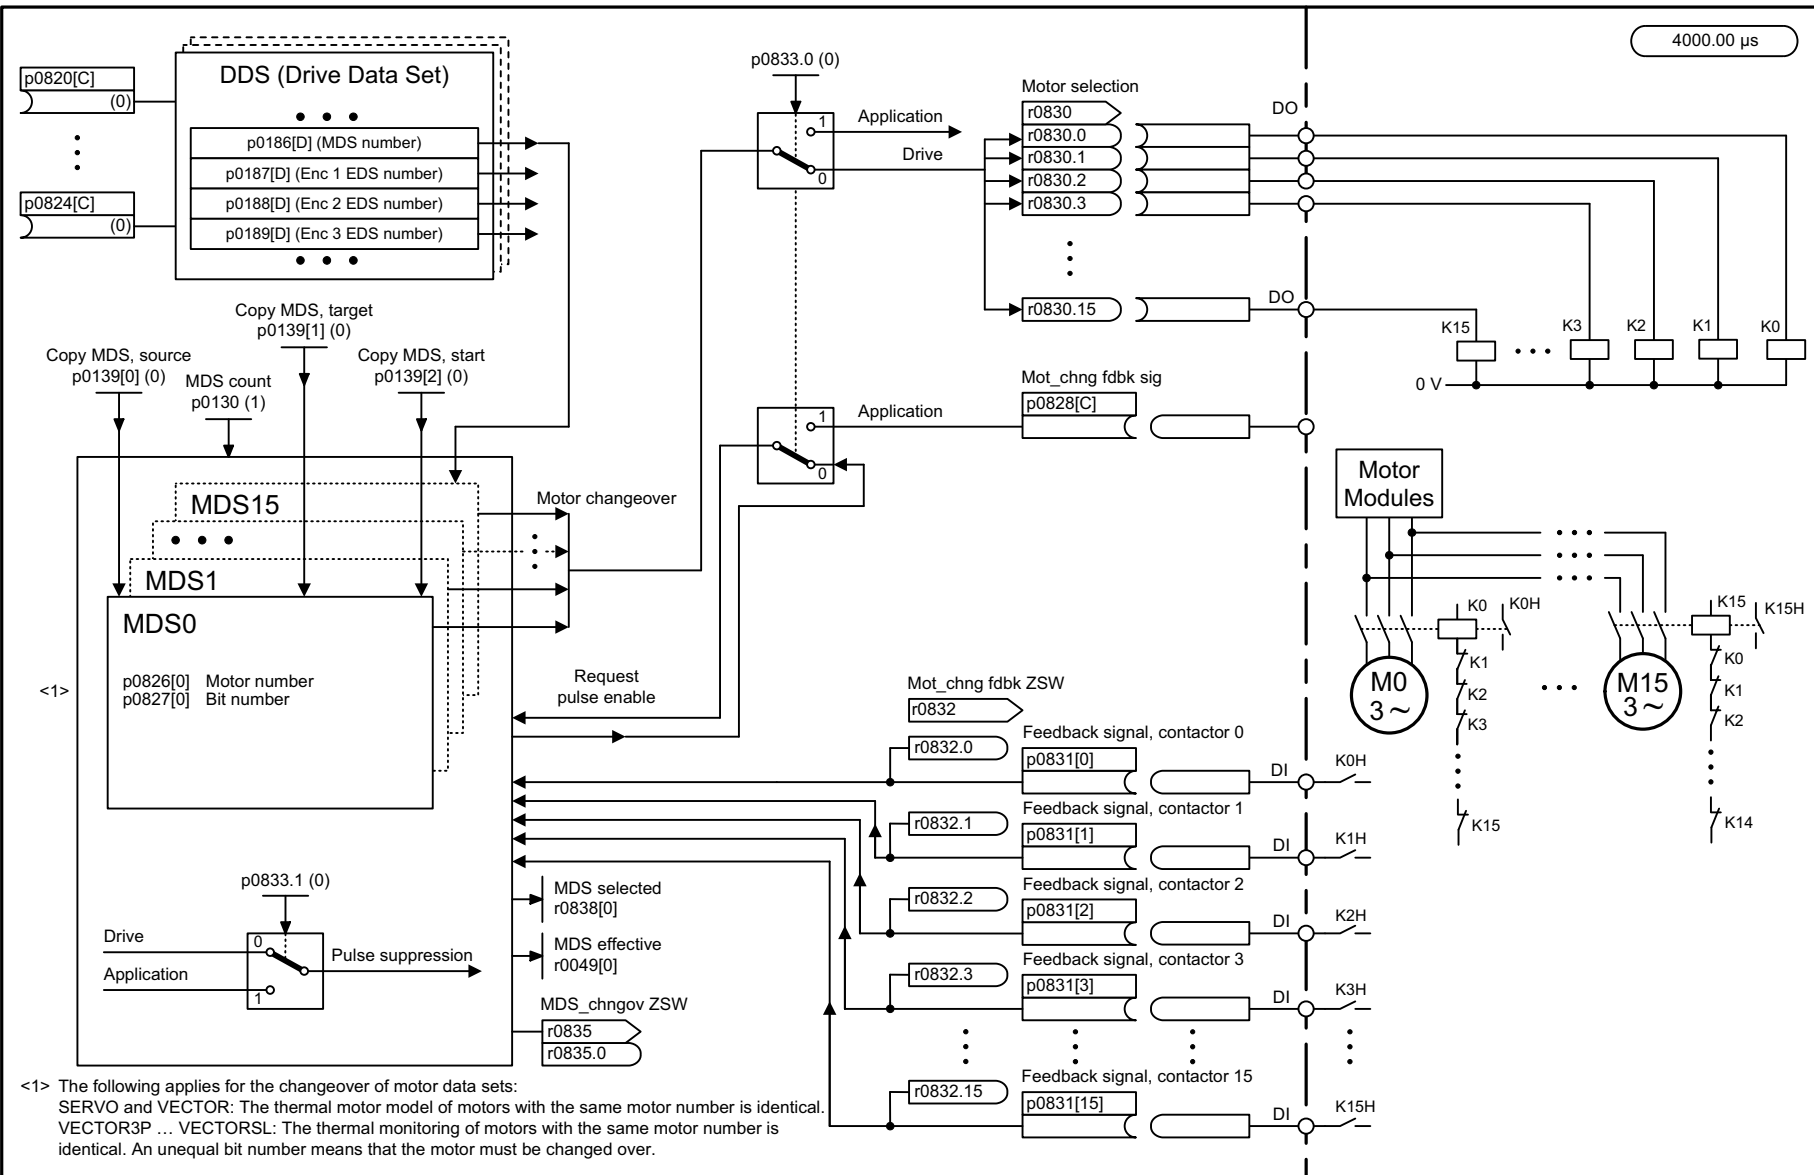 4000.00 µs
p0820[C]
(0)
p0824[C]
(0)
DDS (Drive Data Set)
p0186[D] (MDS number)
p0187[D] (Enc 1 EDS number)
p0188[D] (Enc 2 EDS number)
p0189[D] (Enc 3 EDS number)
p0833.0 (0)
1
0
Application
Drive
Motor selection
r0830
r0830.0
r0830.1
r0830.2
r0830.3
r0830.15
DO
DO
K15
K3
K2
K1
K0
0 V
Copy MDS, target
p0139[1] (0)
Copy MDS, source
p0139[0] (0)
MDS count
p0130 (1)
Copy MDS, start
p0139[2] (0)
Mot_chng fdbk sig
p0828[C]
Application
1
0
Motor
Modules
MDS15
MDS1
MDS0
p0826[0] Motor number
p0827[0] Bit number
<1>
Motor changeover
Request
pulse enable
K0
K0H
K1
K2
K3
K15
M0
3 ~
M15
3 ~
K15
K15H
K0
K1
K2
K14
Mot_chng fdbk ZSW
r0832
r0832.0
Feedback signal, contactor 0
p0831[0]
DI
K0H
r0832.1
Feedback signal, contactor 1
p0831[1]
DI
K1H
r0832.2
Feedback signal, contactor 2
p0831[2]
DI
K2H
r0832.3
Feedback signal, contactor 3
p0831[3]
DI
K3H
r0832.15
Feedback signal, contactor 15
p0831[15]
DI
K15H
p0833.1 (0)
Drive
Application
0
1
Pulse suppression
MDS selected
r0838[0]
MDS effective
r0049[0]
MDS_chngov ZSW
r0835
r0835.0
<1> The following applies for the changeover of motor data sets:
SERVO and VECTOR: The thermal motor model of motors with the same motor number is identical.
VECTOR3P … VECTORSL: The thermal monitoring of motors with the same motor number is
identical. An unequal bit number means that the motor must be changed over.